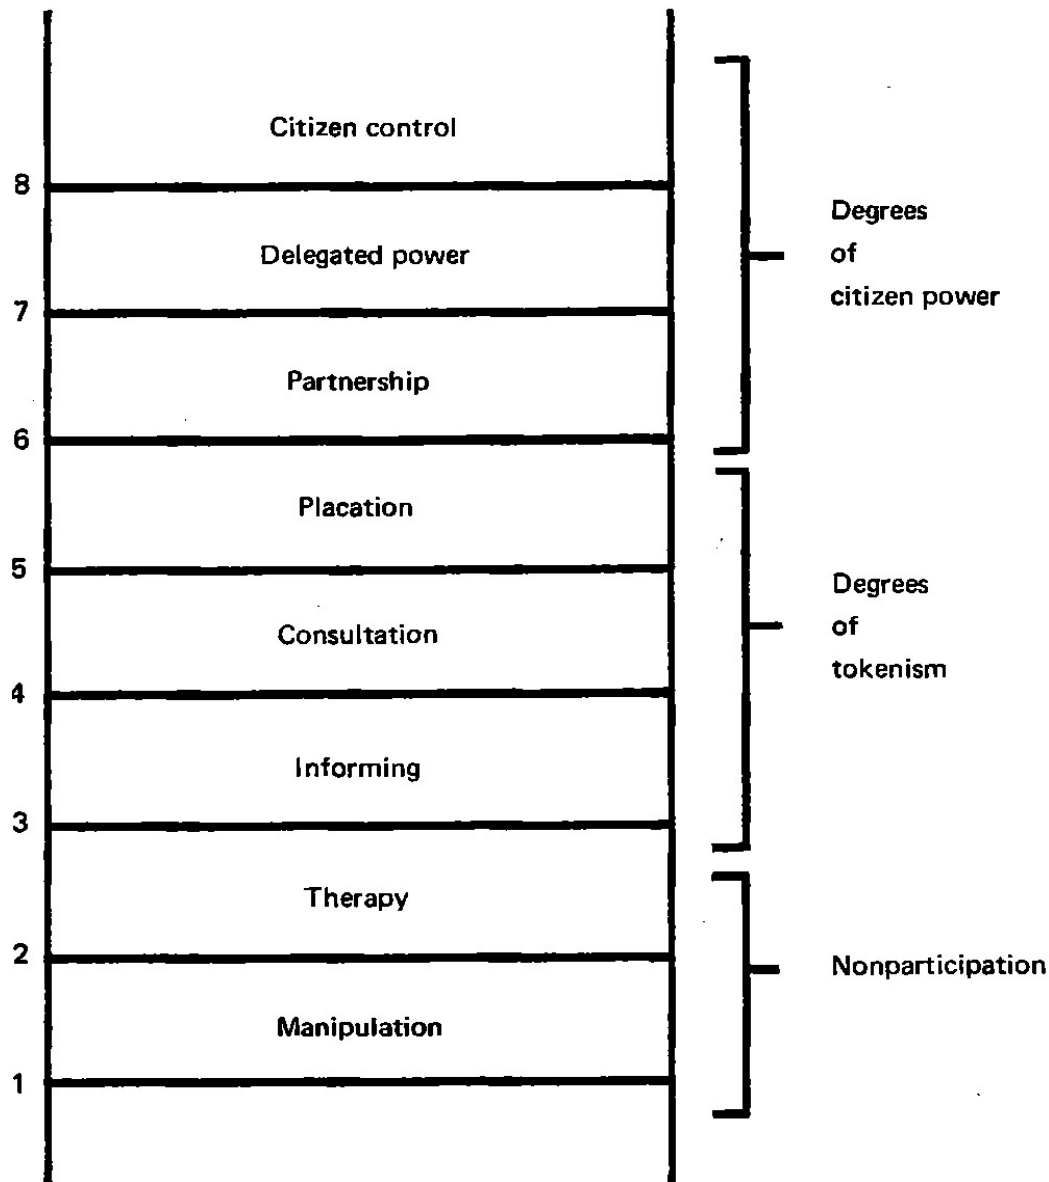 Citizen control
8
Delegated power
7
Partnership
6
Placation
5
Consultation
4
Informing
3
Therapy
2
Manipulation
1
Degrees
of
citizen power
Degrees
of
tokenism
Nonparticipation